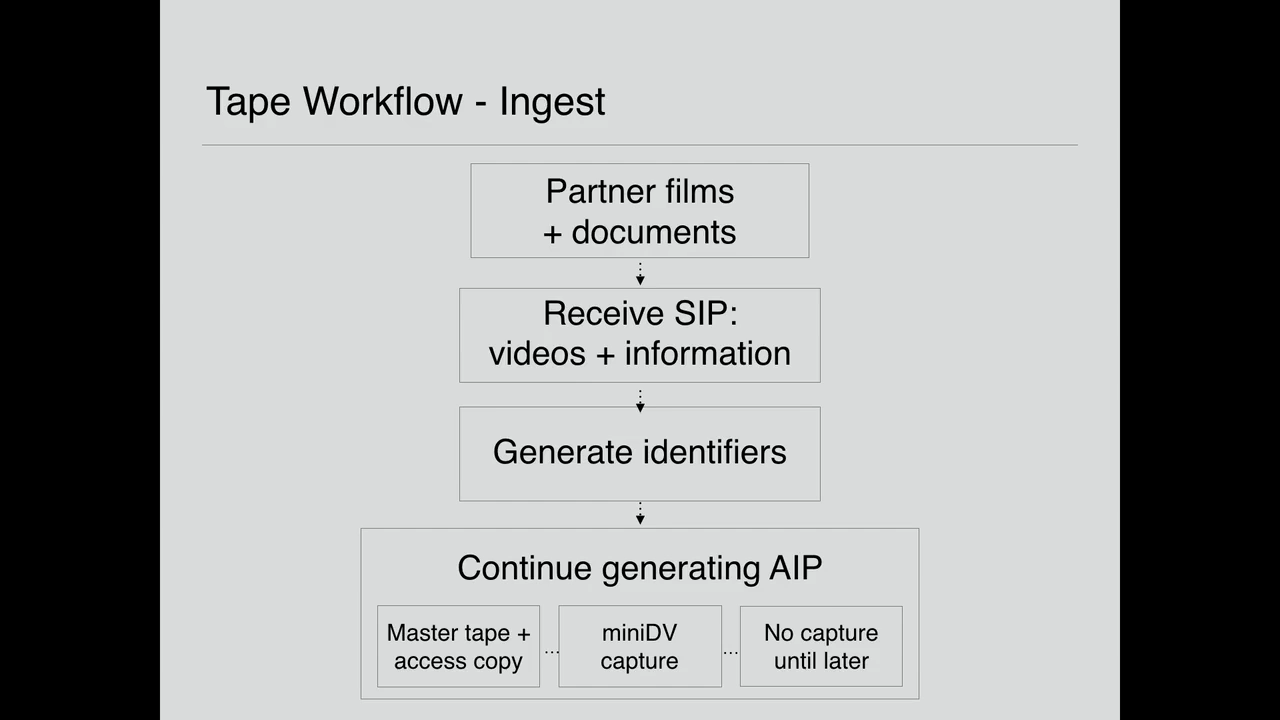 Tape Workflow - Ingest
Partner films
+ documents
Receive SIP:
videos + information
Generate identifiers
Continue generating AIP
Master tape +
access copy
...
miniDV
capture
...
No capture
until later